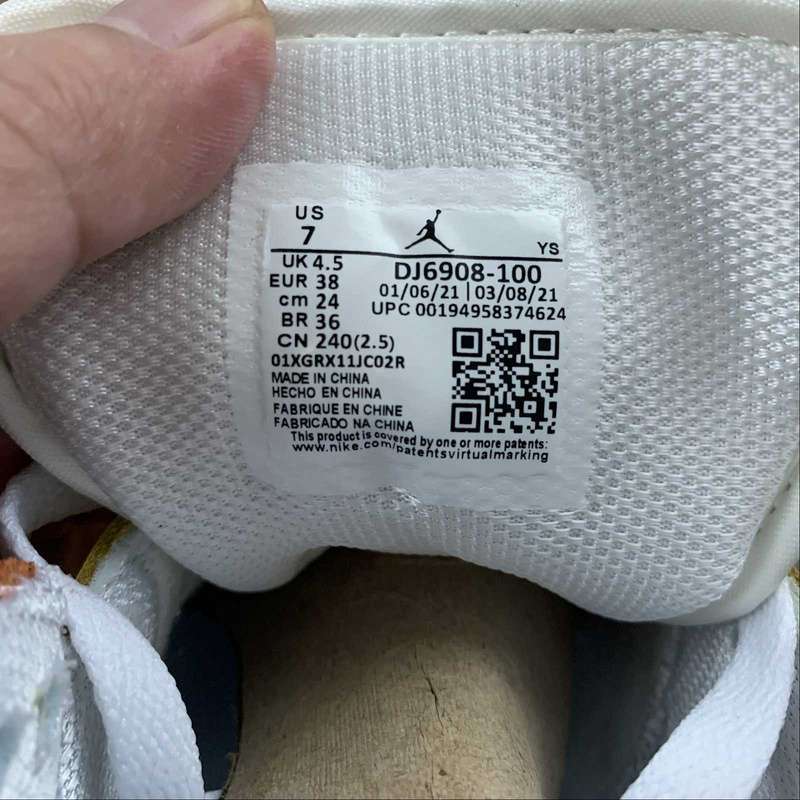 US
7
YS
UK 4.5
EUR 38
cm 24
BR 36
CN 240(2.5)
DJ6908-100
01/06/21 | 03/08/21
UPC 00194958374624
01XGRX11JC02R
MADE IN CHINA
HECHO EN CHINA
FABRIQUE EN CHINE
FABRICADO NA CHINA
This product is covered by one or more patents:
www.nike.com/patentsvirtualmarking